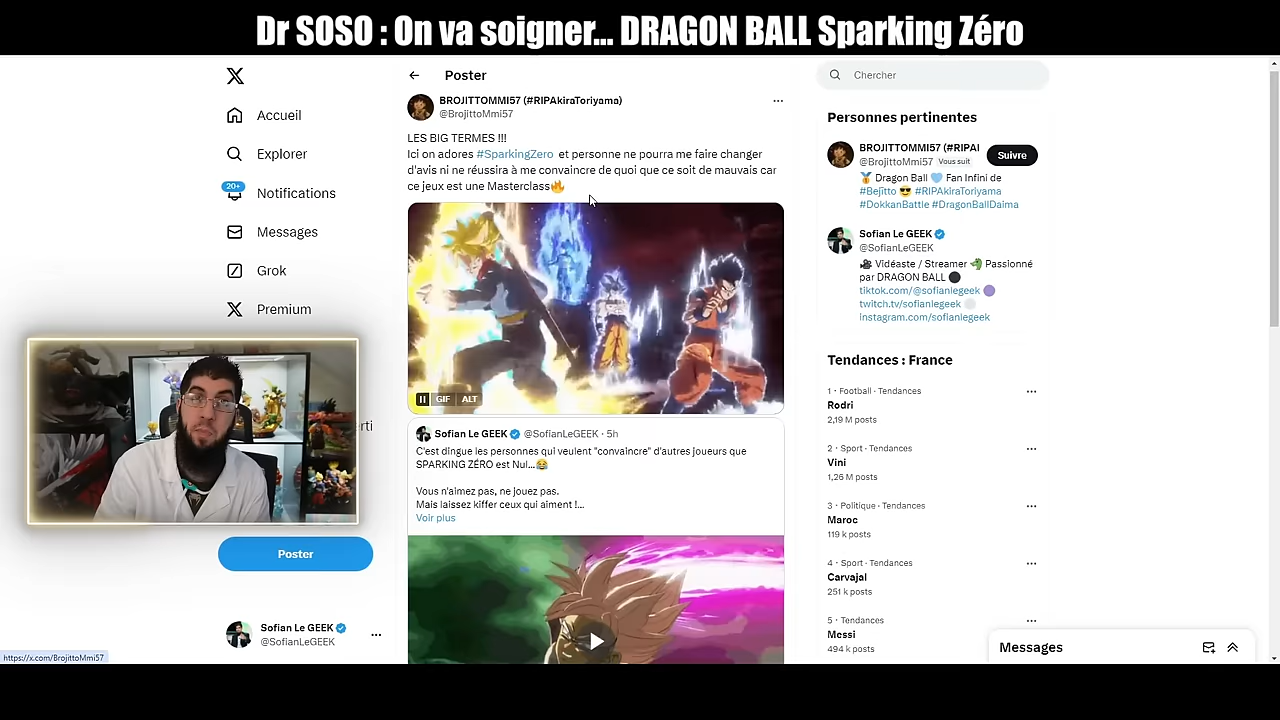 Dr SOSO : On va soigner... DRAGON BALL Sparking Zéro
Accueil
Explorer
20+
Notifications
Messages
Grok
Premium
Poster
Sofian Le GEEK
@SofianLeGEEK
https://x.com/BrojittoMmi57
Poster
BROJITTOMMI57 (#RIPAkiraToriyama)
@BrojittoMmi57
LES BIG TERMES !!!
Ici on adores #SparkingZero et personne ne pourra me faire changer
d'avis ni ne réussira à me convaincre de quoi que ce soit de mauvais car
ce jeux est une Masterclass🔥
GIF
ALT
Sofian Le GEEK @SofianLeGEEK · 5h
C'est dingue les personnes qui veulent "convaincre" d'autres joueurs que
SPARKING ZÉRO est Nul...😂
Vous n'aimez pas, ne jouez pas.
Mais laissez kiffer ceux qui aiment !...
Voir plus
Chercher
Personnes pertinentes
BROJITTOMMI57 (#RIPAI
@BrojittoMmi57 Vous suit
Suivre
🥇 Dragon Ball 🩵 Fan Infini de
#Bejitto 😎 #RIPAkiraToriyama
#DokkanBattle #DragonBallDaima
Sofian Le GEEK
@SofianLeGEEK
🎥 Vidéaste / Streamer 🐉 Passionné
par DRAGON BALL ⚫
tiktok.com/@sofianlegeek 🟣
twitch.tv/sofianlegeek ⚪
instagram.com/sofianlegeek
Tendances : France
1 · Football · Tendances
Rodri
2,19 M posts
2 · Sport · Tendances
Vini
1,26 M posts
3 · Politique · Tendances
Maroc
119 k posts
4 · Sport · Tendances
Carvajal
251 k posts
5 · Tendances
Messi
494 k posts
Messages